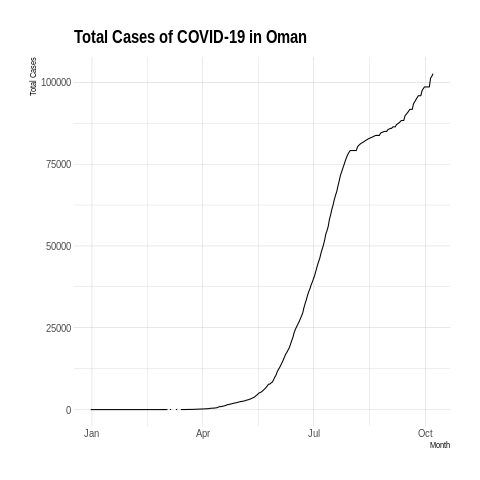 Total Cases of COVID-19 in Oman
Total Cases
100000
75000
50000
25000
0
Jan Apr Jul Oct
Month